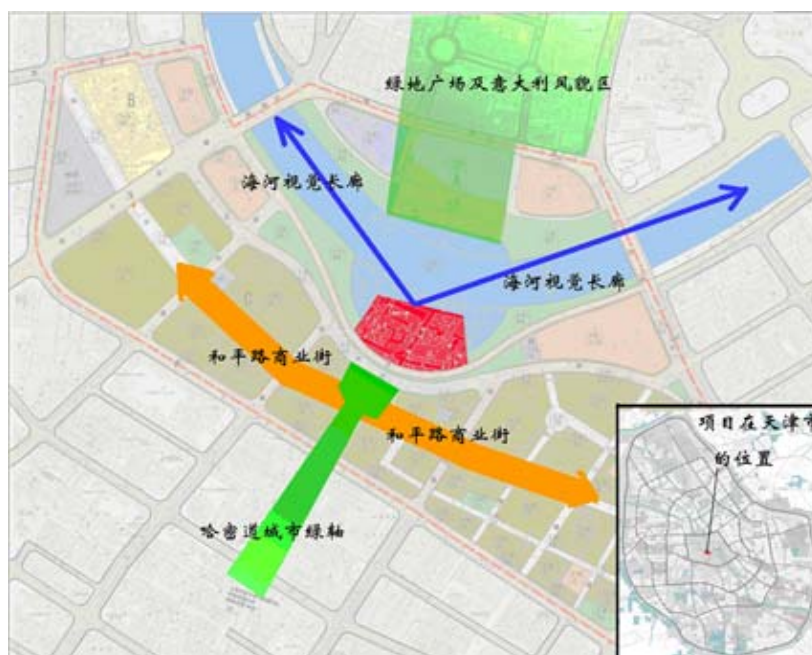 绿地广场及意大利风貌区
海河视觉长廊
海河视觉长廊
和平路商业街
和平路商业街
项目在天津市
的位置
哈密道城市绿轴
B
C